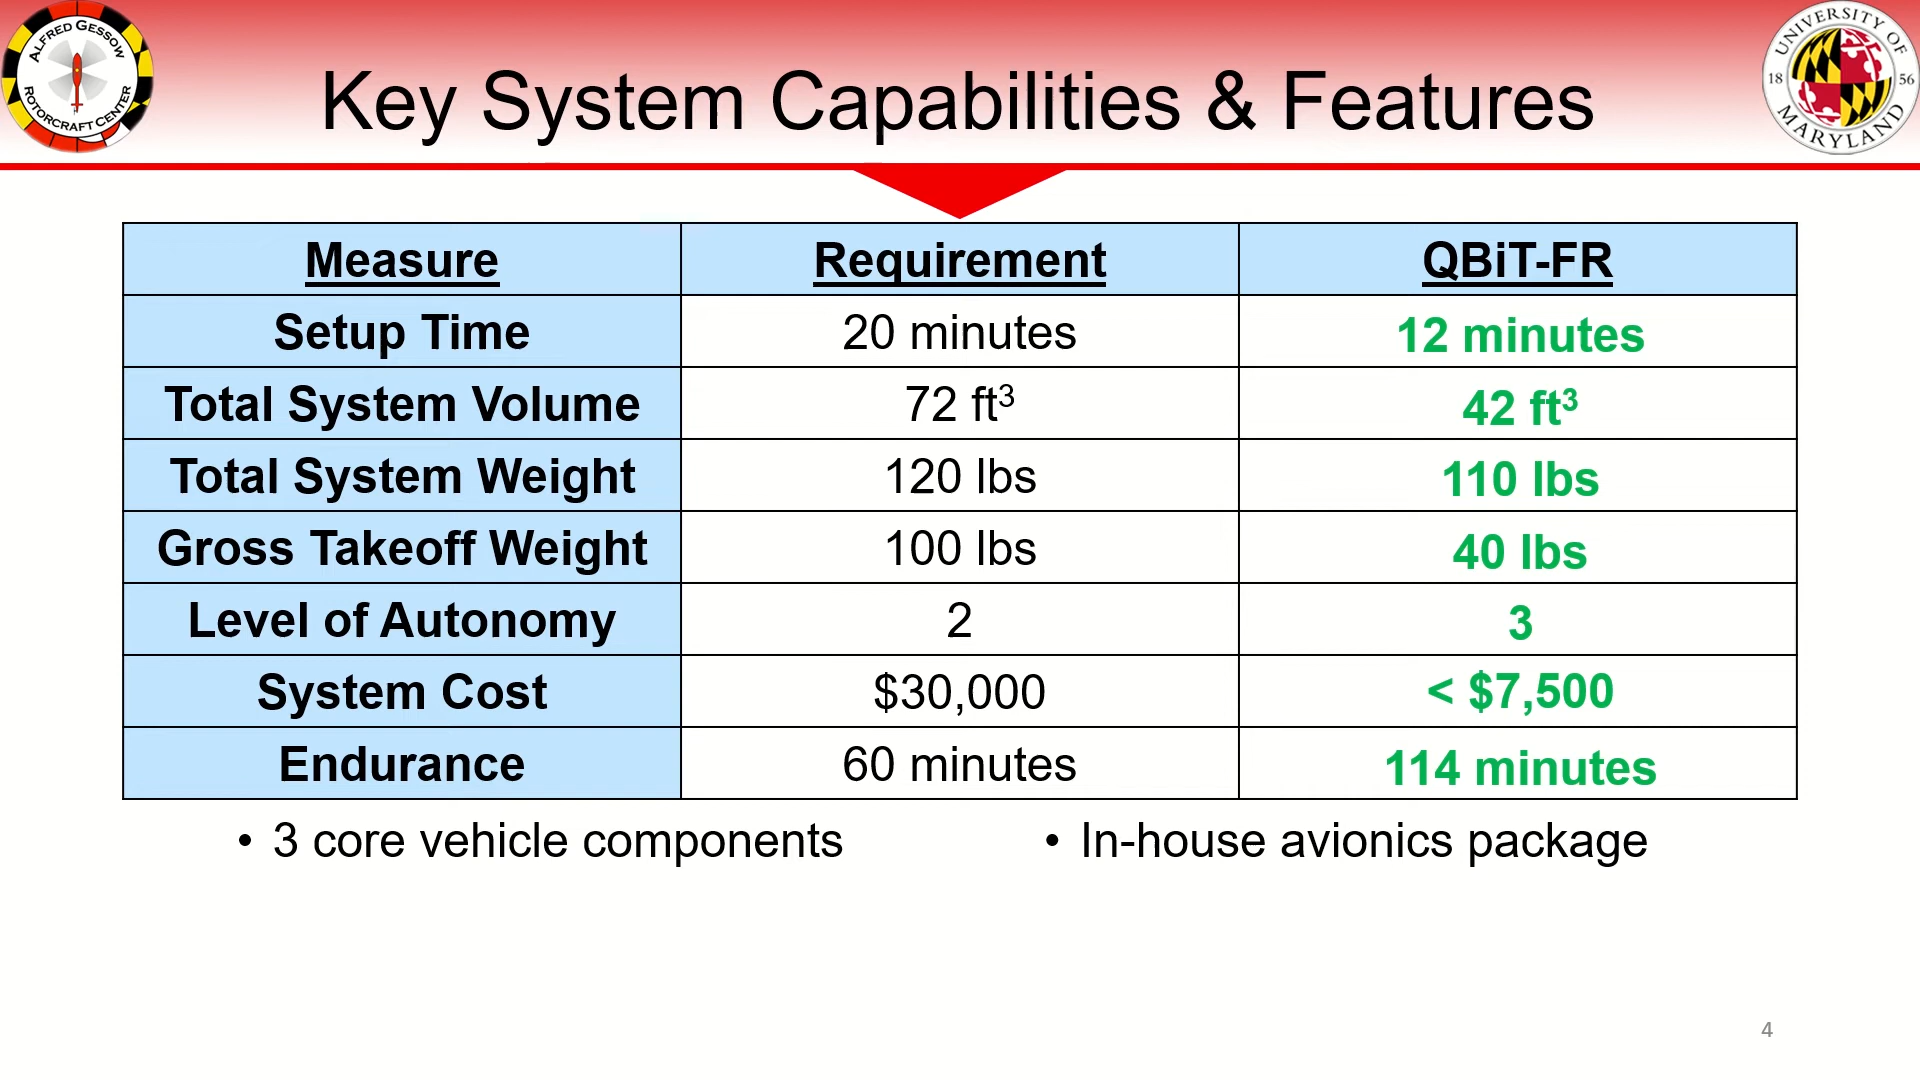 ALFRED GESSOW
ROTORCRAFT CENTER
Key System Capabilities & Features
UNIVERSITY OF
18 56
MARYLAND
Measure Requirement QBiT-FR
Setup Time 20 minutes 12 minutes
Total System Volume 72 ft³ 42 ft³
Total System Weight 120 lbs 110 lbs
Gross Takeoff Weight 100 lbs 40 lbs
Level of Autonomy 2 3
System Cost $30,000 < $7,500
Endurance 60 minutes 114 minutes
• 3 core vehicle components • In-house avionics package
4